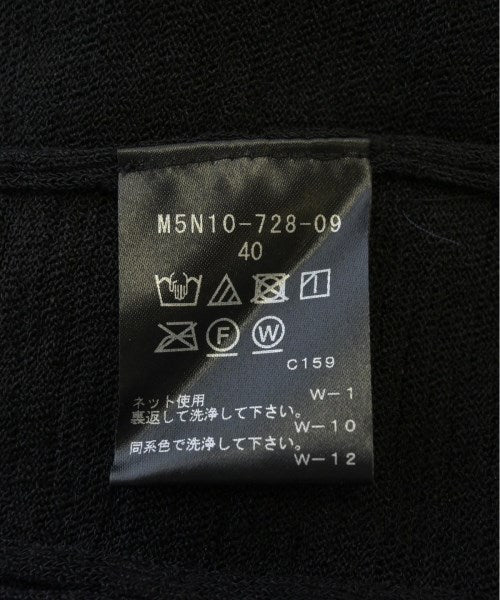 M5N10-728-09
40
F W
C159
ネット使用 W-1
裏返して洗浄して下さい。
W-10
同系色で洗浄して下さい。
W-12